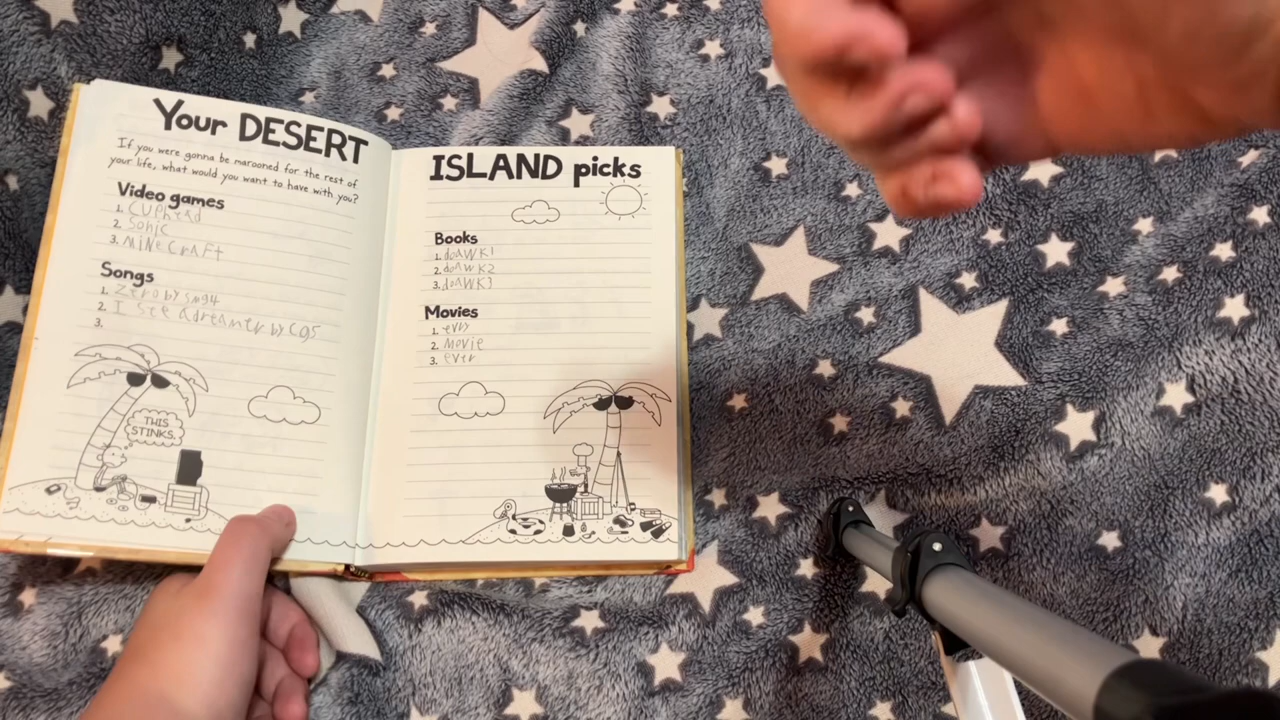 Your DESERT
If you were gonna be marooned for the rest of
your life, what would you want to have with you?
Video games
1. CUPhead
2. Sonic
3. MiNeCrAFt
Songs
1. Zero by SMg4
2. I see a dreamer by CG5
3.
THIS
STINKS.
ISLAND picks
Books
1. doAWK1
2. doAWK2
3. doAWK3
Movies
1. evry
2. Movie
3. ever